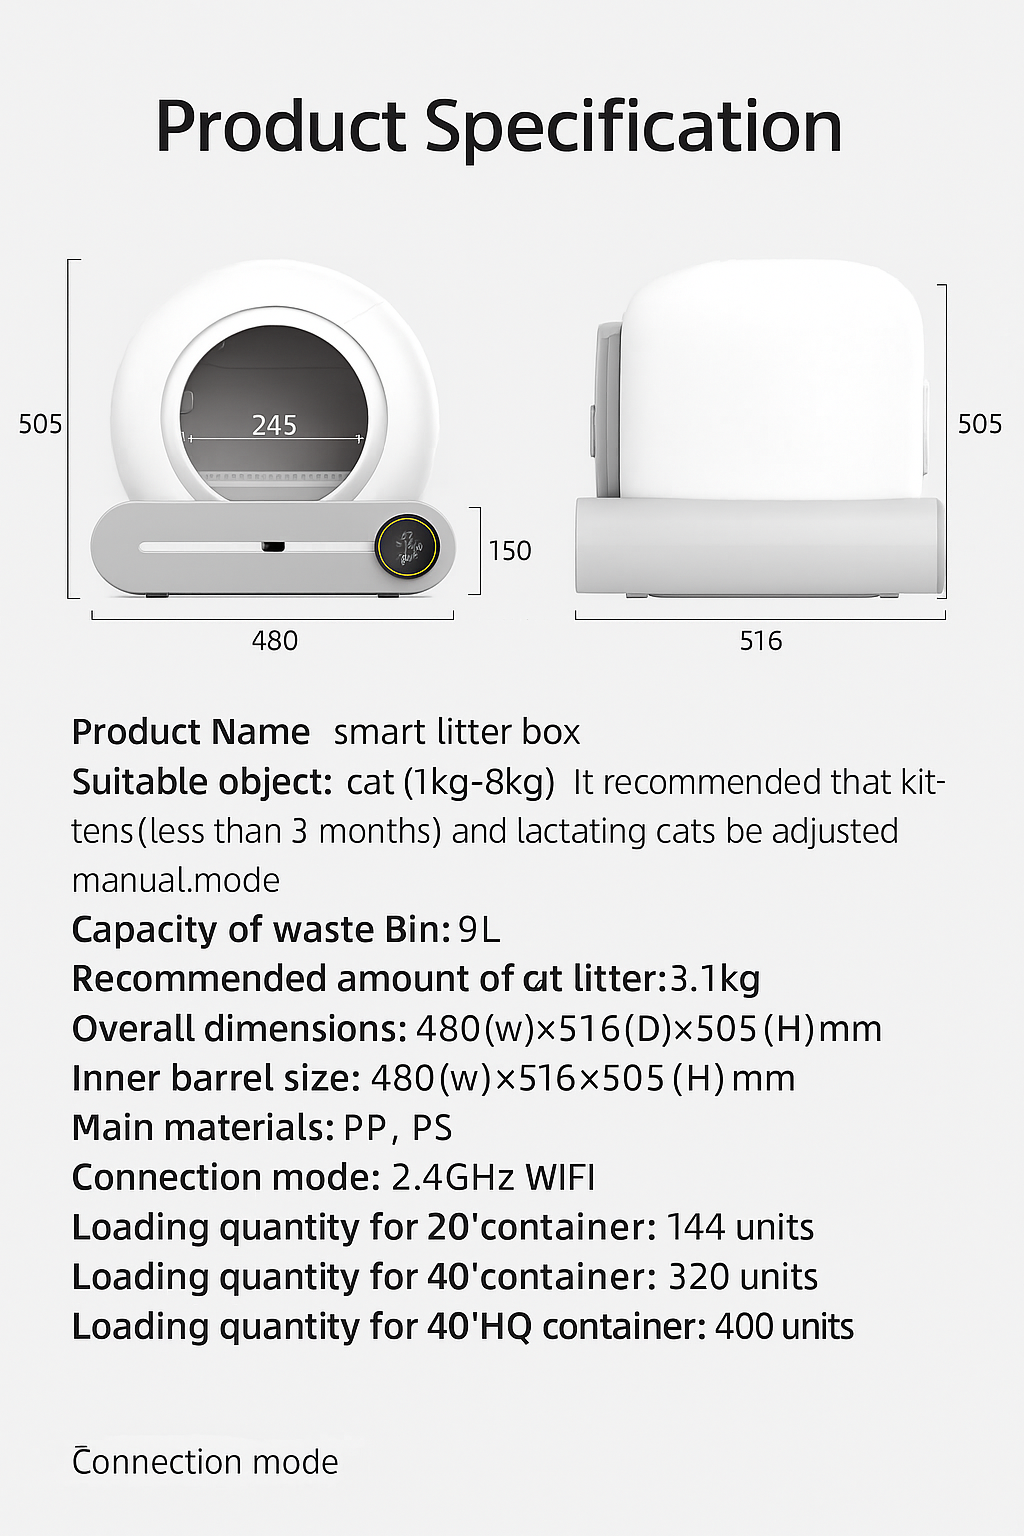 Product Specification
505
245
150
480
505
516
Product Name smart litter box
Suitable object: cat (1kg-8kg) It recommended that kit-
tens(less than 3 months) and lactating cats be adjusted
manual.mode
Capacity of waste Bin: 9L
Recommended amount of cat litter:3.1kg
Overall dimensions: 480(w)×516(D)×505(H)mm
Inner barrel size: 480(w)×516×505(H)mm
Main materials: PP, PS
Connection mode: 2.4GHz WIFI
Loading quantity for 20'container: 144 units
Loading quantity for 40'container: 320 units
Loading quantity for 40'HQ container: 400 units
Connection mode